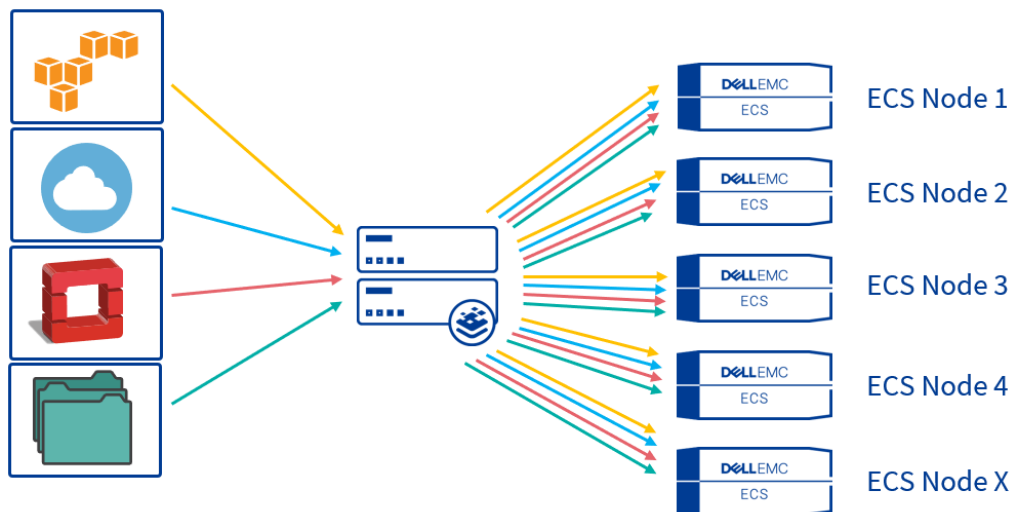 DELLEMC
ECS
ECS Node 1
DELLEMC
ECS
ECS Node 2
DELLEMC
ECS
ECS Node 3
DELLEMC
ECS
ECS Node 4
DELLEMC
ECS
ECS Node X